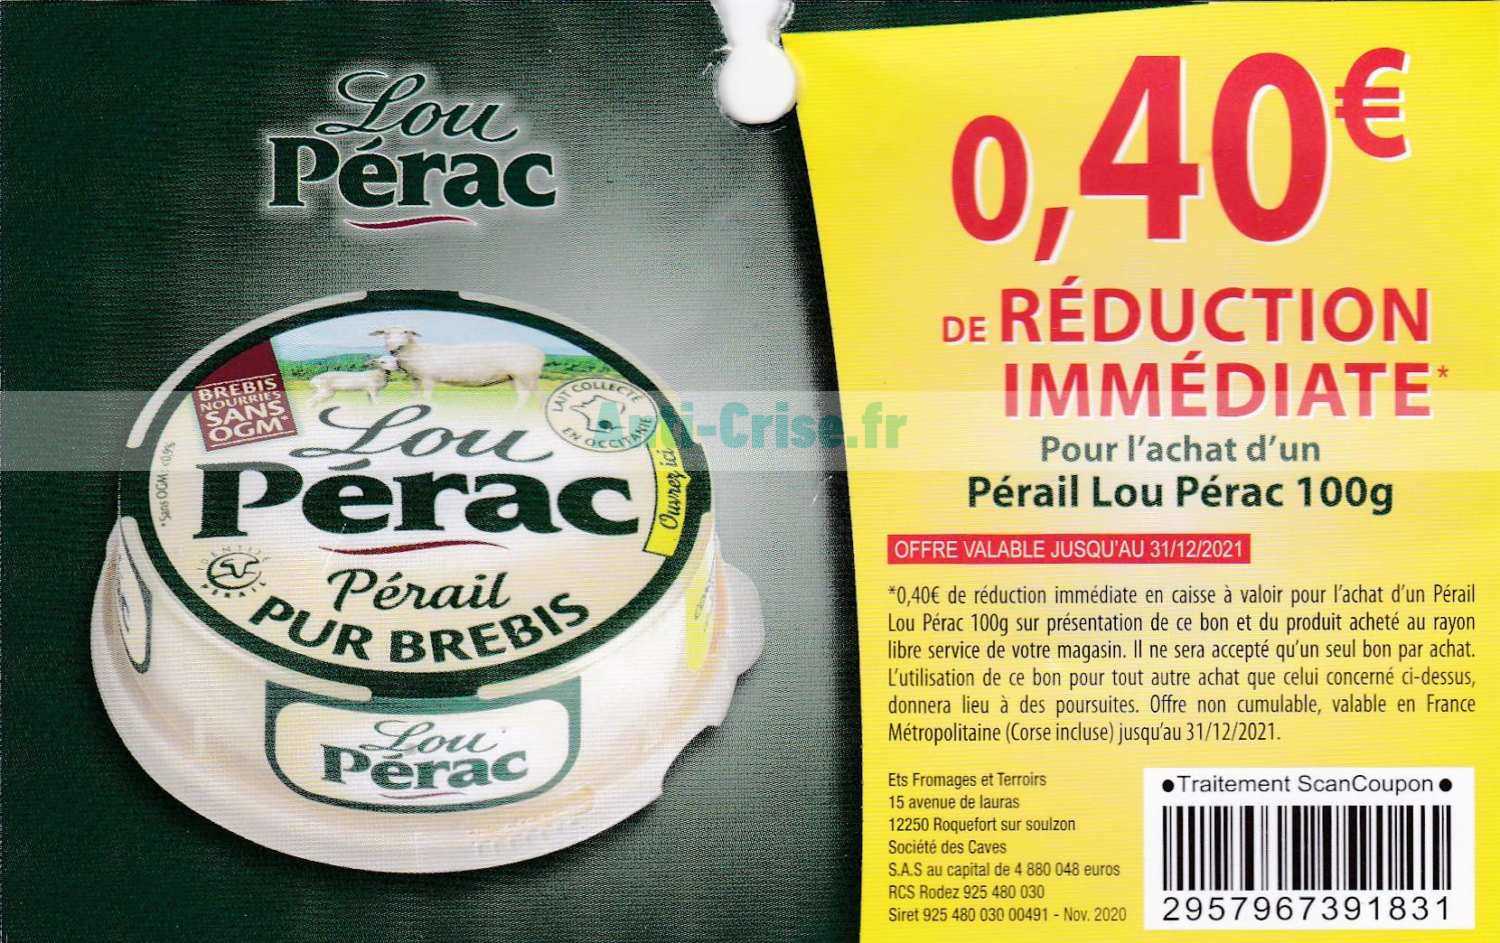 Lou
Pérac
BREBIS
NOURRIES
SANS
OGM*
*Sans OGM : <0,9%
LAIT COLLECTÉ
EN OCCITANIE
Lou
Pérac
Ouvrez ici
IDENTITÉ
PÉRAIL
Pérail
PUR BREBIS
Lou
Pérac
Anti-Crise.fr
0,40€
DE RÉDUCTION
IMMÉDIATE*
Pour l'achat d'un
Pérail Lou Pérac 100g
OFFRE VALABLE JUSQU'AU 31/12/2021
*0,40€ de réduction immédiate en caisse à valoir pour l'achat d'un Pérail
Lou Pérac 100g sur présentation de ce bon et du produit acheté au rayon
libre service de votre magasin. Il ne sera accepté qu'un seul bon par achat.
L'utilisation de ce bon pour tout autre achat que celui concerné ci-dessus,
donnera lieu à des poursuites. Offre non cumulable, valable en France
Métropolitaine (Corse incluse) jusqu'au 31/12/2021.
Ets Fromages et Terroirs
15 avenue de lauras
12250 Roquefort sur soulzon
Société des Caves
S.A.S au capital de 4 880 048 euros
RCS Rodez 925 480 030
Siret 925 480 030 00491 - Nov. 2020
●Traitement ScanCoupon●
2957967391831